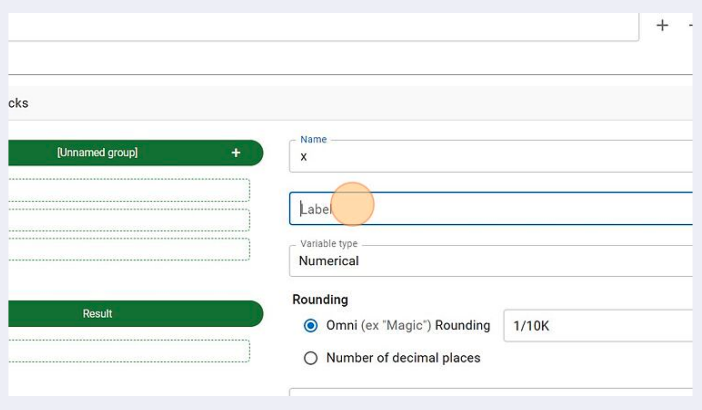 cks
[Unnamed group] +
Name
x
Label
Variable type
Numerical
Rounding
Omni (ex "Magic") Rounding 1/10K
Result
Number of decimal places